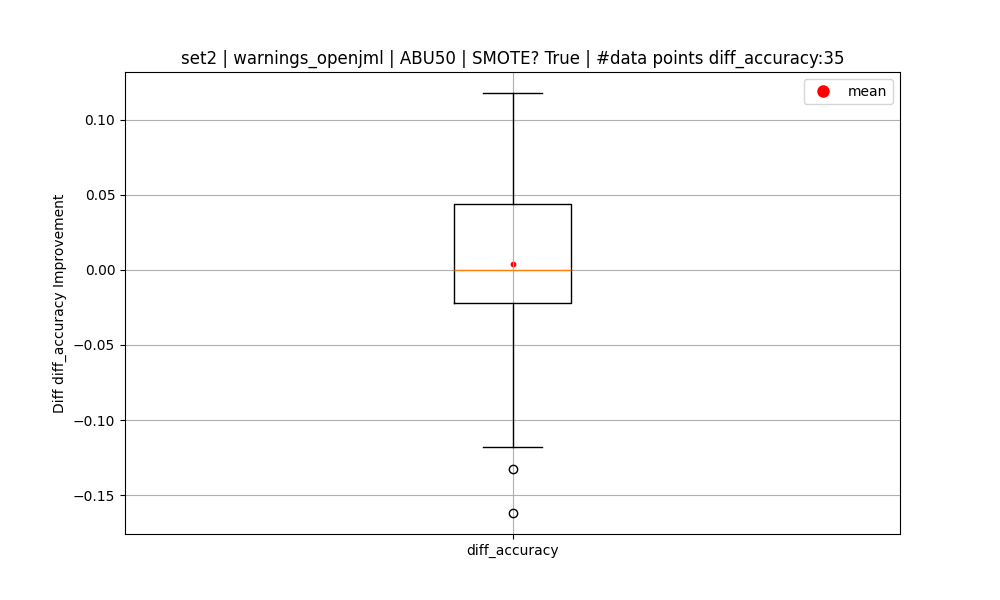 set2 | warnings_openjml | ABU50 | SMOTE? True | #data points diff_accuracy:35
mean
0.10
0.05
0.00
−0.05
−0.10
−0.15
Diff diff_accuracy Improvement
diff_accuracy